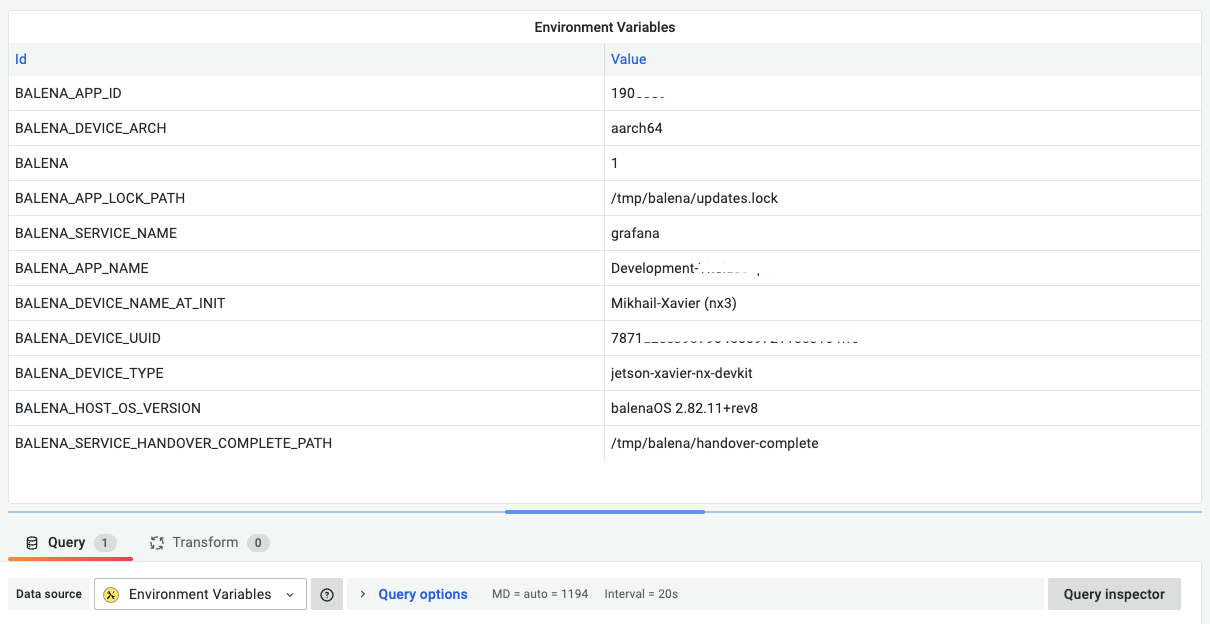 Environment Variables
Id Value
BALENA_APP_ID 190
BALENA_DEVICE_ARCH aarch64
BALENA 1
BALENA_APP_LOCK_PATH /tmp/balena/updates.lock
BALENA_SERVICE_NAME grafana
BALENA_APP_NAME Development-
BALENA_DEVICE_NAME_AT_INIT Mikhail-Xavier (nx3)
BALENA_DEVICE_UUID 7871
BALENA_DEVICE_TYPE jetson-xavier-nx-devkit
BALENA_HOST_OS_VERSION balenaOS 2.82.11+rev8
BALENA_SERVICE_HANDOVER_COMPLETE_PATH /tmp/balena/handover-complete
Query 1 Transform 0
Data source Environment Variables Query options MD = auto = 1194 Interval = 20s Query inspector